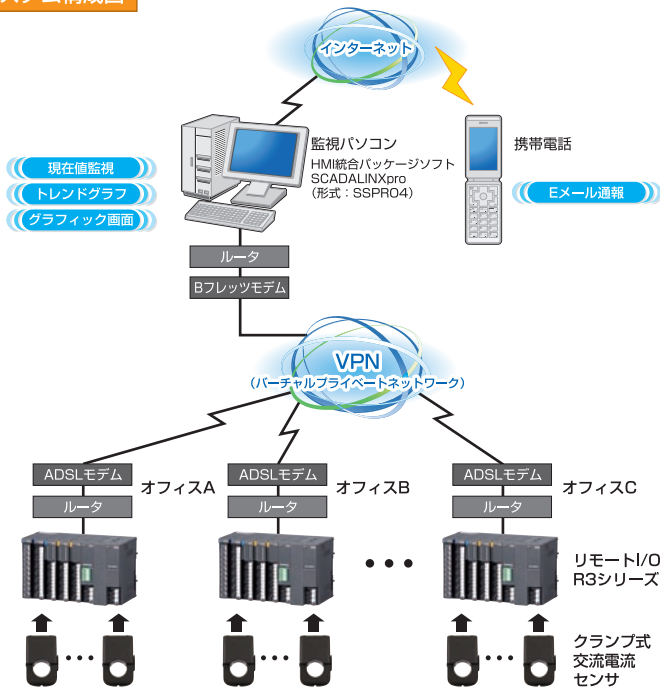 ステム構成図
インターネット
監視パソコン
HMI統合パッケージソフト
SCADALINXpro
(形式:SSPRO4)
携帯電話
現在値監視
トレンドグラフ
グラフィック画面
Eメール通報
ルータ
Bフレッツモデム
VPN
(バーチャルプライベートネットワーク)
ADSLモデム
オフィスA
ルータ
ADSLモデム
オフィスB
ルータ
ADSLモデム
オフィスC
ルータ
リモートI/O
R3シリーズ
クランプ式
交流電流
センサ